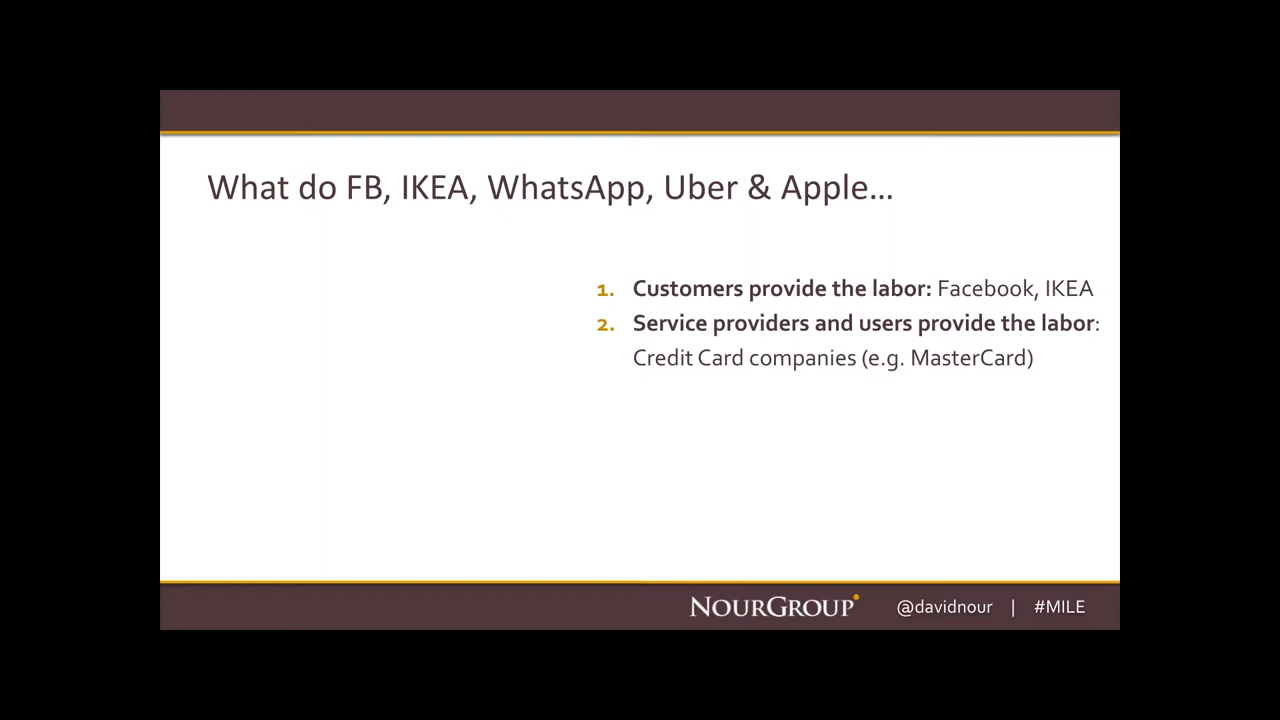 What do FB, IKEA, WhatsApp, Uber & Apple...
1. Customers provide the labor: Facebook, IKEA
2. Service providers and users provide the labor:
Credit Card companies (e.g. MasterCard)
NOURGROUP @davidnour | #MILE